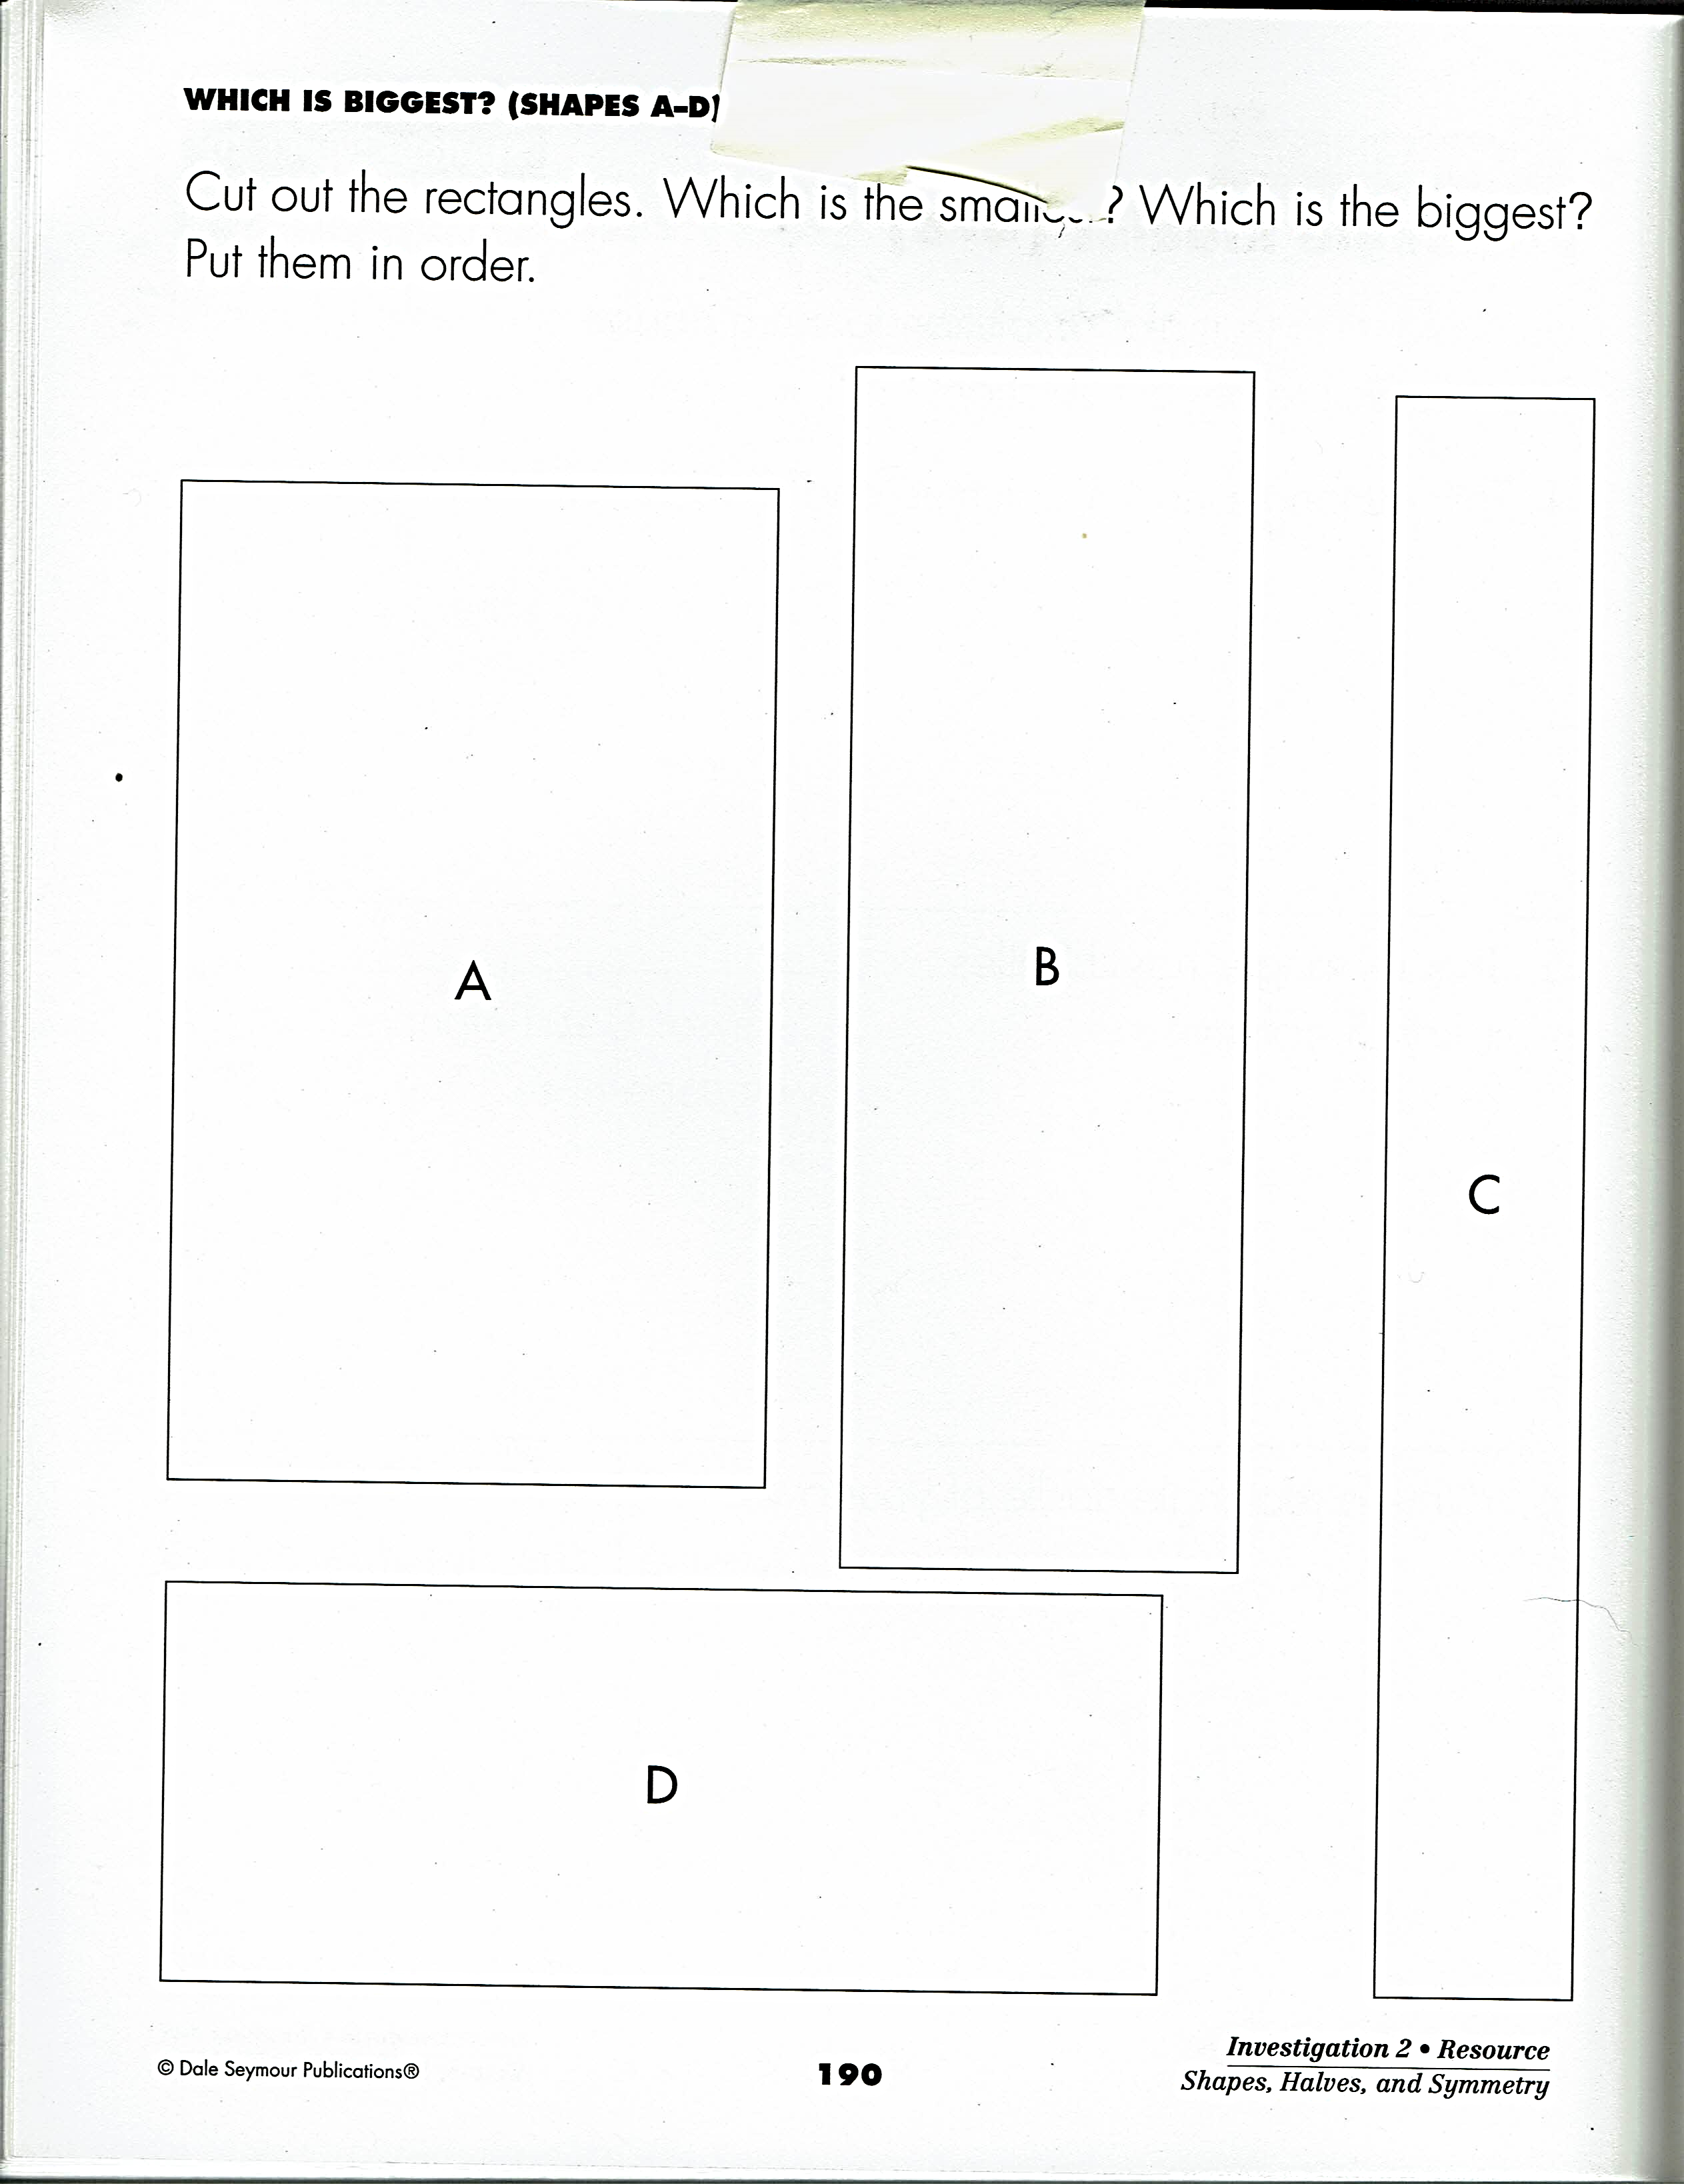 WHICH IS BIGGEST? (SHAPES A–D)
Cut out the rectangles. Which is the ? Which is the biggest?
Put them in order.
A
B
C
D
© Dale Seymour Publications®
190
Investigation 2 • Resource
Shapes, Halves, and Symmetry